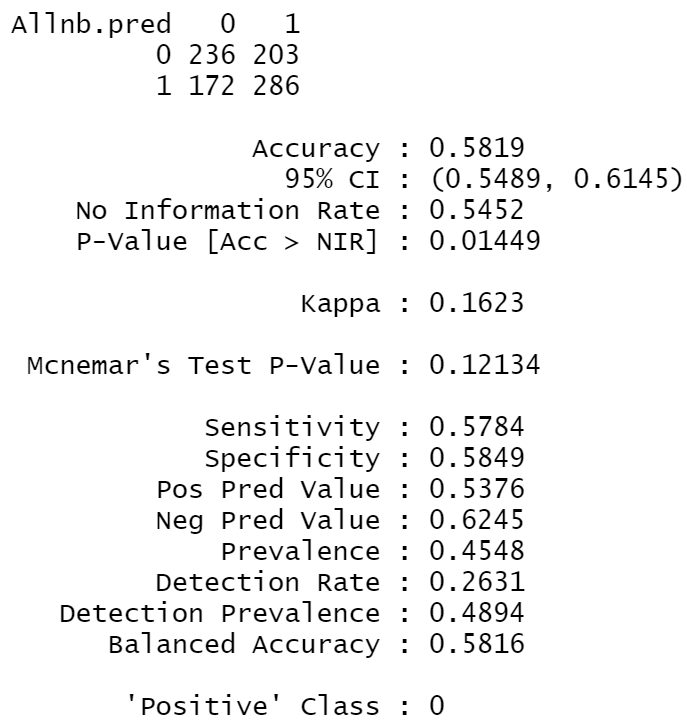 Allnb.pred 0 1
0 236 203
1 172 286
Accuracy : 0.5819
95% CI : (0.5489, 0.6145)
No Information Rate : 0.5452
P-Value [Acc > NIR] : 0.01449
Kappa : 0.1623
Mcnemar's Test P-Value : 0.12134
Sensitivity : 0.5784
Specificity : 0.5849
Pos Pred Value : 0.5376
Neg Pred Value : 0.6245
Prevalence : 0.4548
Detection Rate : 0.2631
Detection Prevalence : 0.4894
Balanced Accuracy : 0.5816
'Positive' Class : 0